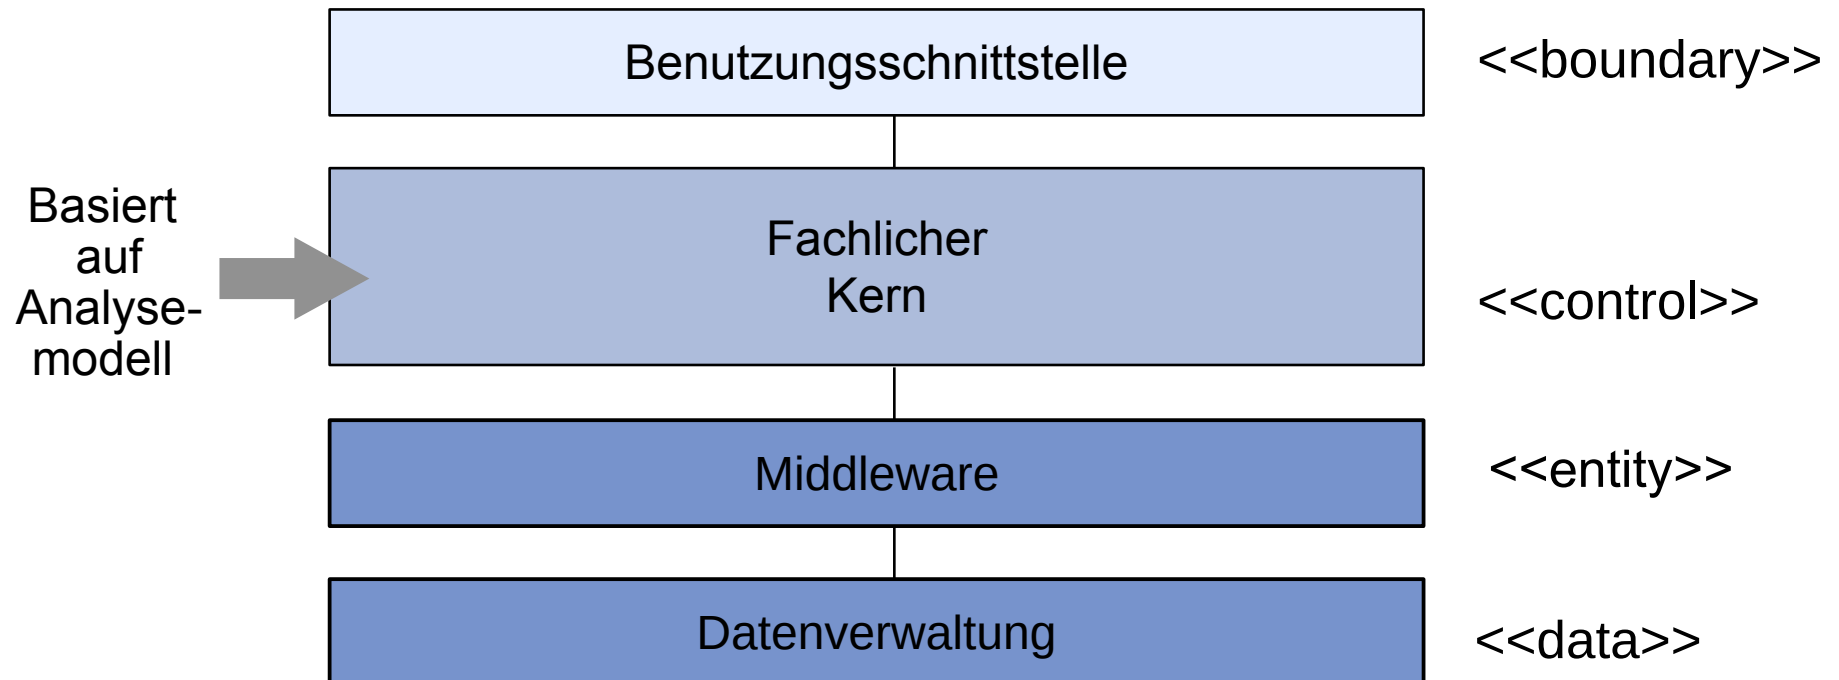 Benutzungsschnittstelle
<<boundary>>
Basiert
auf
Analyse-
modell
Fachlicher
Kern
<<control>>
Middleware
<<entity>>
Datenverwaltung
<<data>>